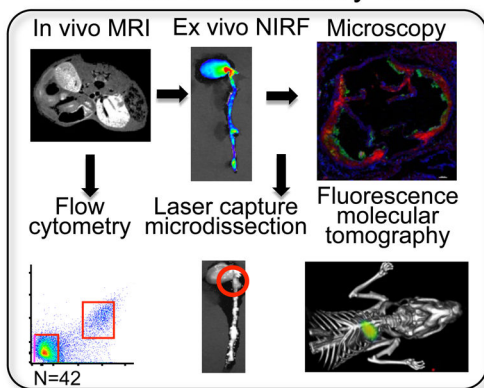 In vivo MRI
Ex vivo NIRF
Microscopy
Flow
cytometry
Laser capture
microdissection
Fluorescence
molecular
tomography
N=42